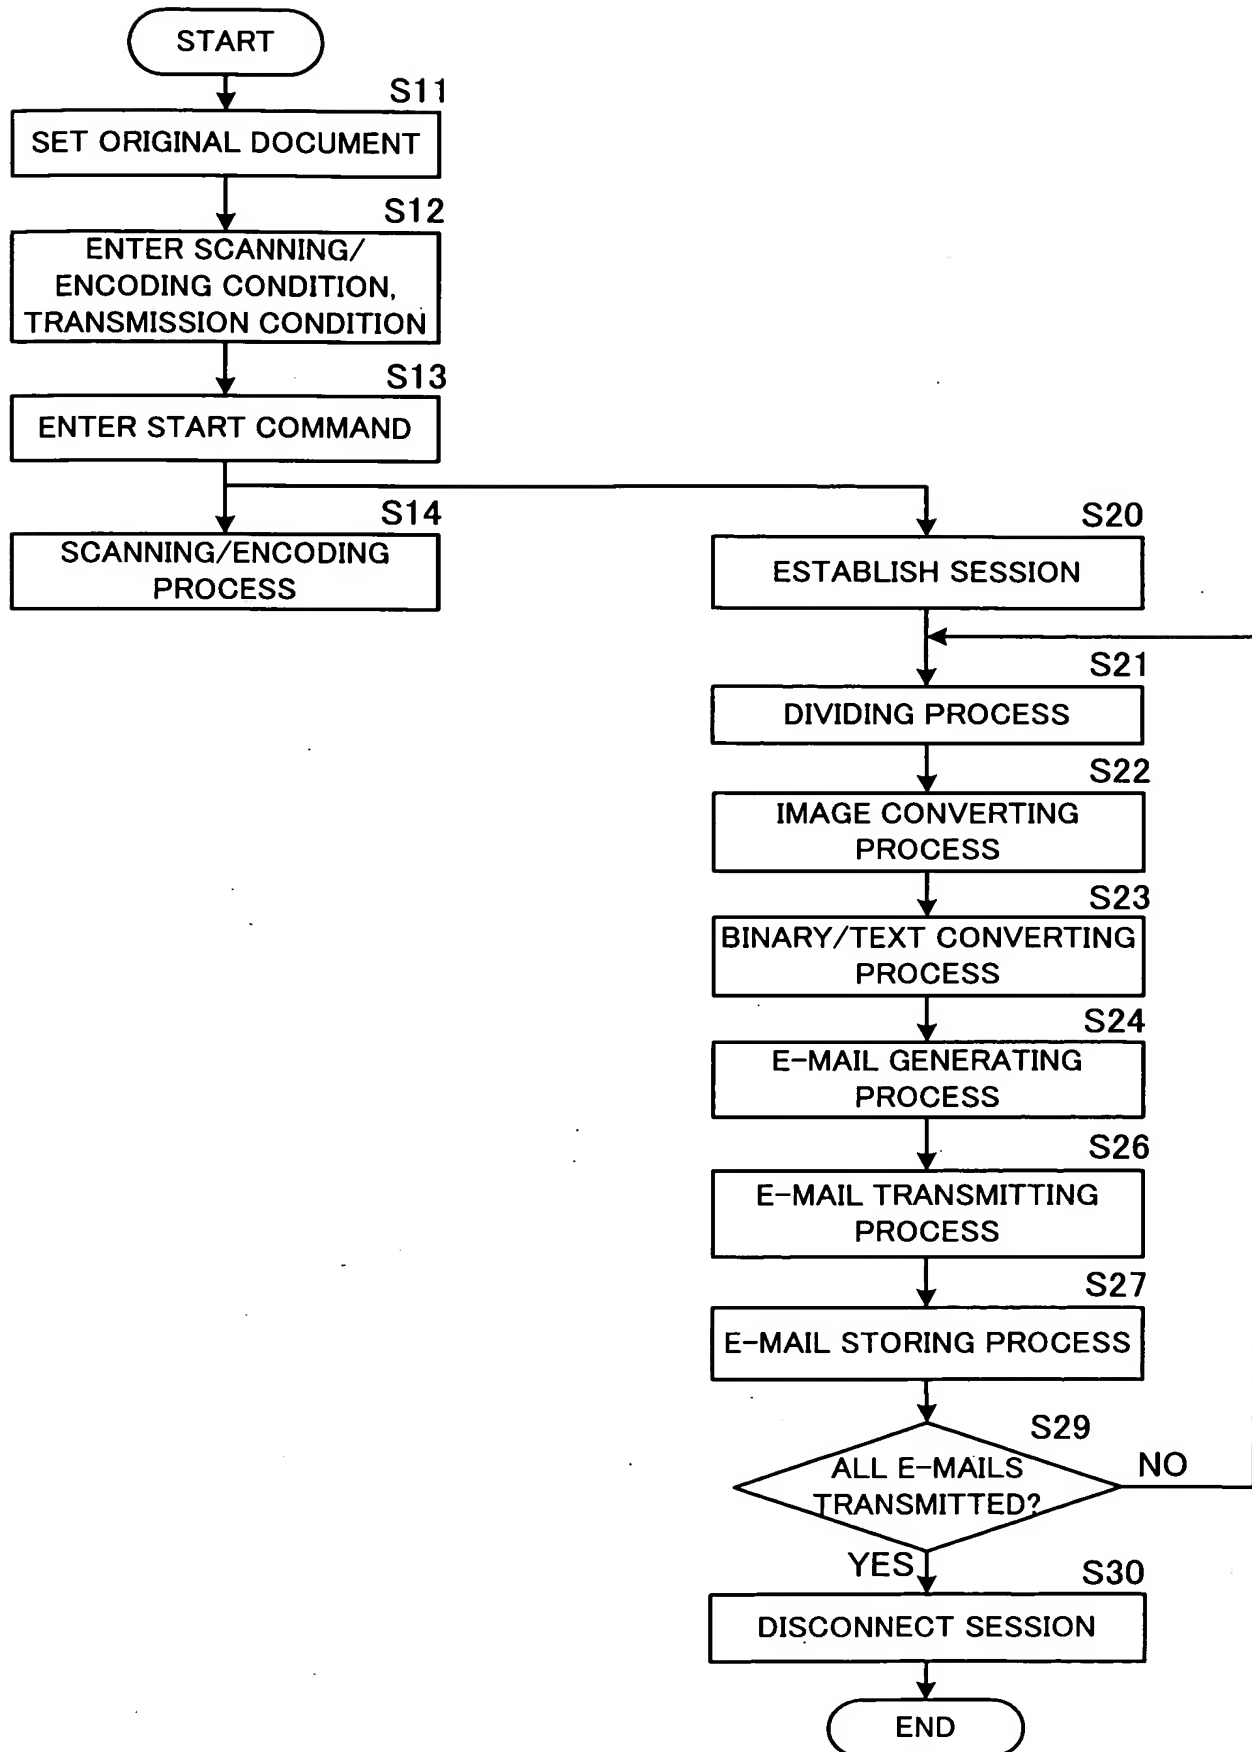 START
S11
SET ORIGINAL DOCUMENT
S12
ENTER SCANNING/
ENCODING CONDITION,
TRANSMISSION CONDITION
S13
ENTER START COMMAND
S14
SCANNING/ENCODING
PROCESS
S20
ESTABLISH SESSION
S21
DIVIDING PROCESS
S22
IMAGE CONVERTING
PROCESS
S23
BINARY/TEXT CONVERTING
PROCESS
S24
E-MAIL GENERATING
PROCESS
S26
E-MAIL TRANSMITTING
PROCESS
S27
E-MAIL STORING PROCESS
S29
ALL E-MAILS
TRANSMITTED?
NO
YES
S30
DISCONNECT SESSION
END